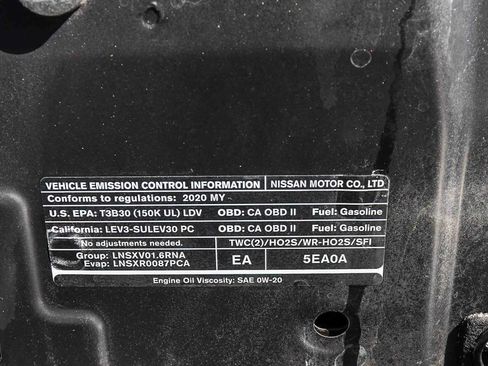 VEHICLE EMISSION CONTROL INFORMATION NISSAN MOTOR CO., LTD
Conforms to regulations: 2020 MY
U.S. EPA: T3B30 (150K UL) LDV OBD: CA OBD II Fuel: Gasoline
California: LEV3-SULEV30 PC OBD: CA OBD II Fuel: Gasoline
No adjustments needed. TWC(2)/HO2S/WR-HO2S/SFI
Group: LNSXV01.6RNA
Evap: LNSXR0087PCA
EA 5EA0A
Engine Oil Viscosity: SAE 0W-20